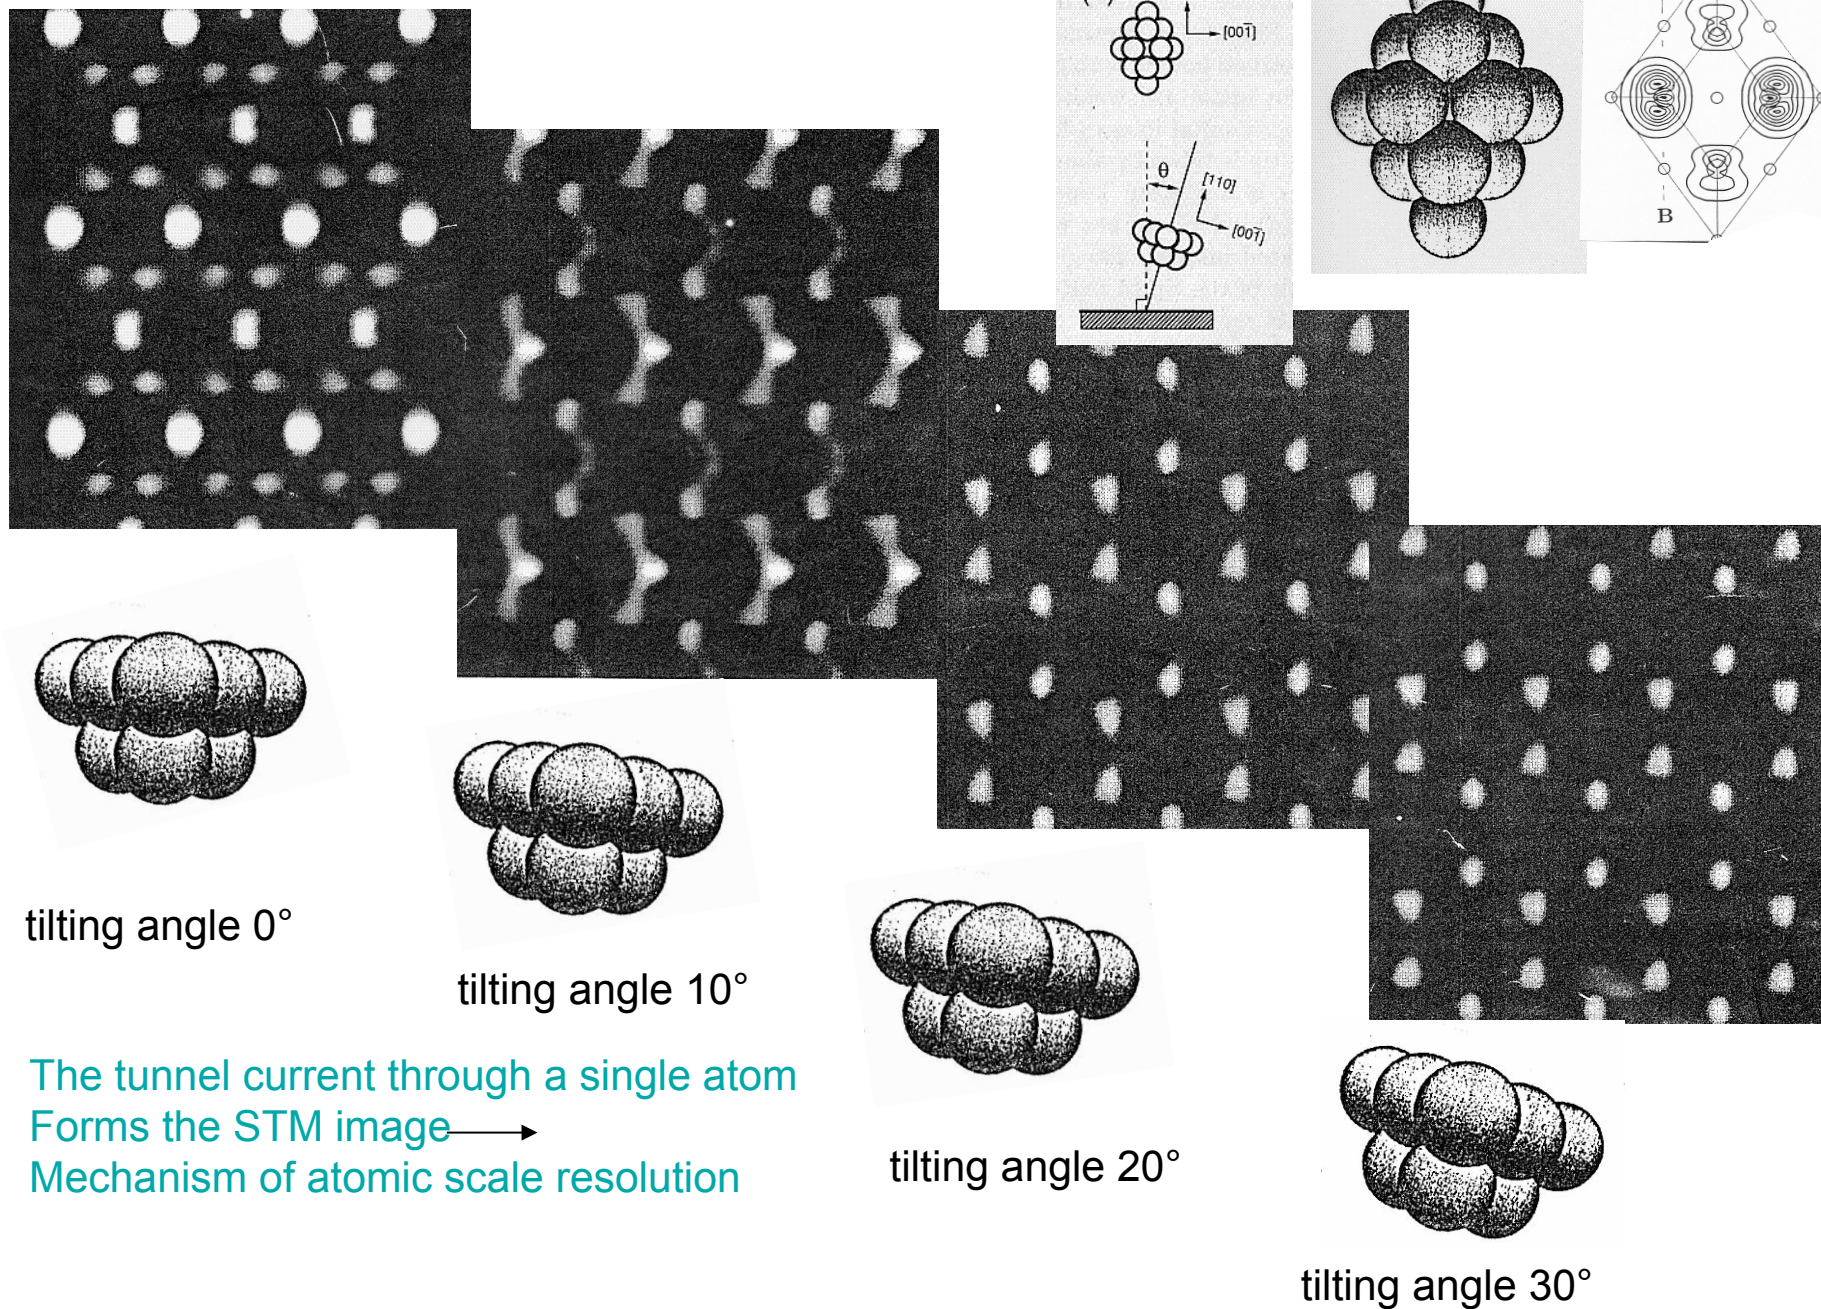 [001̄]
θ
[110]
[001̄]
B
tilting angle 0°
tilting angle 10°
The tunnel current through a single atom
Forms the STM image
Mechanism of atomic scale resolution
tilting angle 20°
tilting angle 30°